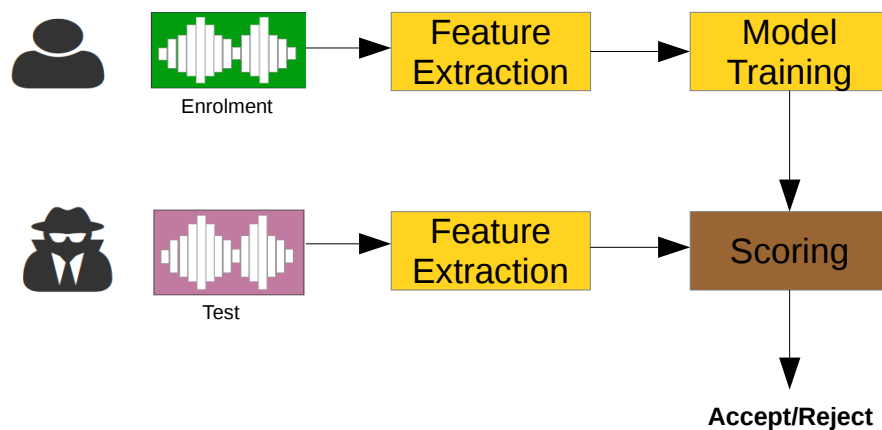 Feature
Extraction
Model
Training
Enrolment
Feature
Extraction
Scoring
Test
Accept/Reject